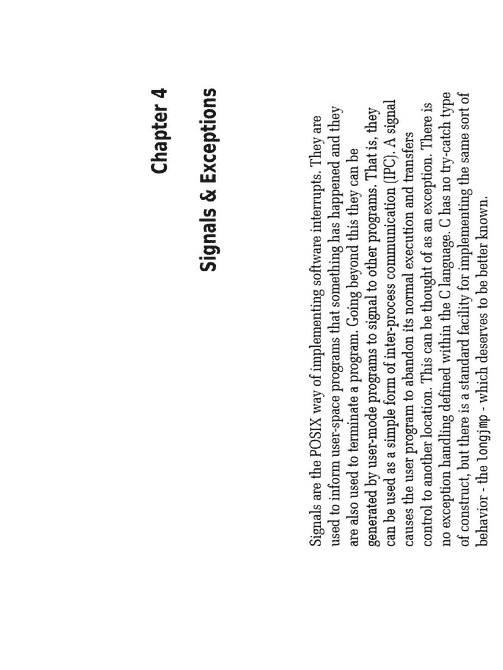 Chapter 4
Signals & Exceptions
Signals are the POSIX way of implementing software interrupts. They are
used to inform user-space programs that something has happened and they
are also used to terminate a program. Going beyond this they can be
generated by user-mode programs to signal to other programs. That is, they
can be used as a simple form of inter-process communication (IPC). A signal
causes the user program to abandon its normal execution and transfers
control to another location. This can be thought of as an exception. There is
no exception handling defined within the C language. C has no try-catch type
of construct, but there is a standard facility for implementing the same sort of
behavior - the longjmp - which deserves to be better known.